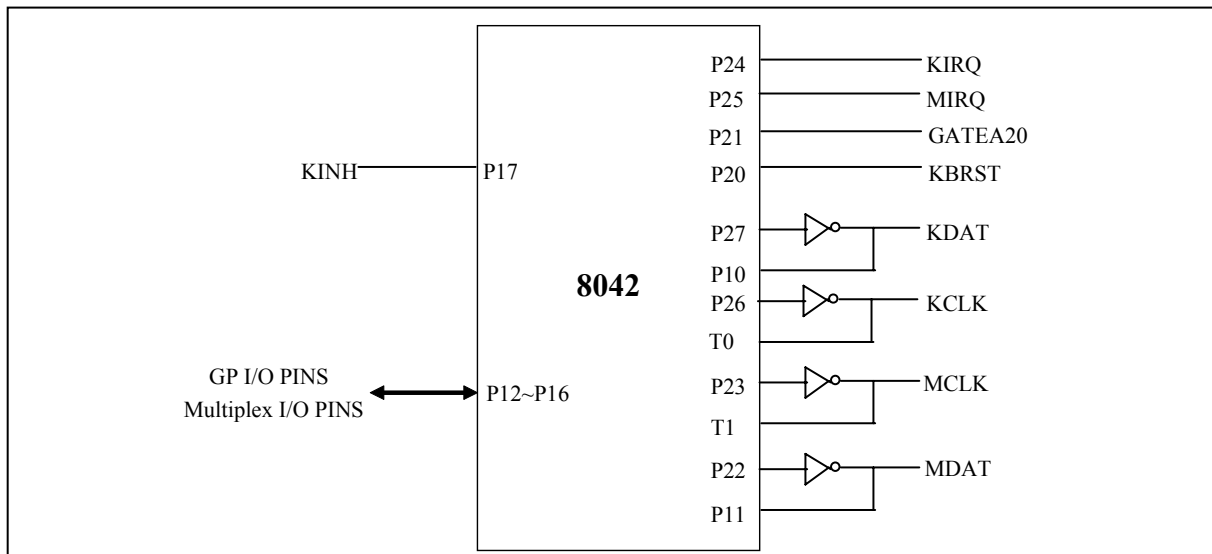 P24 KIRQ
P25 MIRQ
P21 GATEA20
KINH P17 P20 KBRST
P27 KDAT
P10
8042
P26 KCLK
T0
GP I/O PINS
Multiplex I/O PINS
P12~P16
P23 MCLK
T1
P22 MDAT
P11